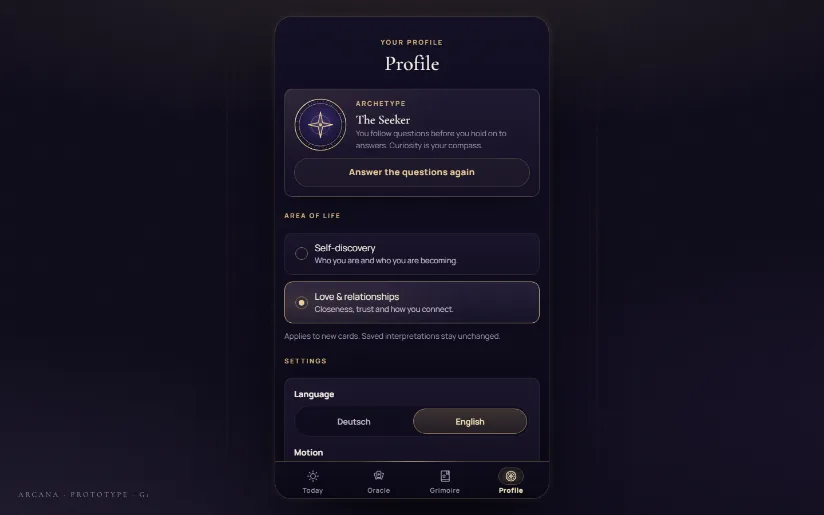 YOUR PROFILE
Profile
ARCHETYPE
The Seeker
You follow questions before you hold on to
answers. Curiosity is your compass.
Answer the questions again
AREA OF LIFE
Self-discovery
Who you are and who you are becoming.
Love & relationships
Closeness, trust and how you connect.
Applies to new cards. Saved interpretations stay unchanged.
SETTINGS
Language
Deutsch English
Motion
Today Oracle Grimoire Profile
ARCANA · PROTOTYPE · G1